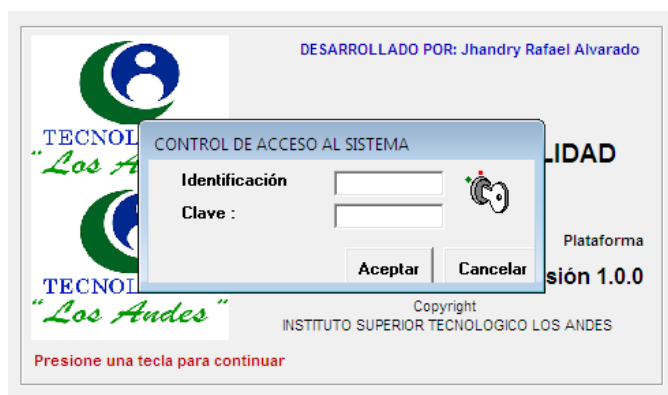 DESARROLLADO POR: Jhandry Rafael Alvarado
TECNOL
"Los A
CONTROL DE ACCESO AL SISTEMA
LIDAD
Identificación
Clave :
Plataforma
Aceptar
Cancelar
sión 1.0.0
TECNOL
"Los Andes"
Copyright
INSTITUTO SUPERIOR TECNOLOGICO LOS ANDES
Presione una tecla para continuar